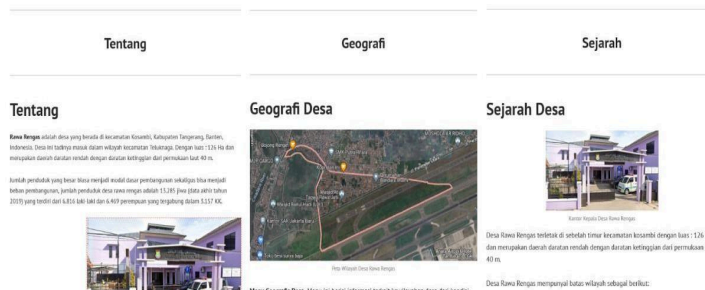 Tentang
Tentang
Rawa Rengas adalah desa yang berada di kecamatan Kosambi, Kabupaten Tangerang, Banten,
Indonesia. Desa ini tadinya masuk dalam wilayah kecamatan Teluknaga. Dengan luas : 126 Ha dan
merupakan daerah daratan rendah dengan daratan ketinggian dari permukaan laut 40 m.
Jumlah penduduk yang besar biasa menjadi modal dasar pembangunan sekaligus bisa menjadi
beban pembangunan, jumlah penduduk desa rawa rengas adalah 13.285 jiwa (data akhir tahun
2019) yang terdiri dari 6.816 laki laki dan 6.469 perempuan yang tergabung dalam 3.157 KK.
Geografi
Geografi Desa
Peta Wilayah Desa Rawa Rengas
Sejarah
Sejarah Desa
Kantor Kepala Desa Rawa Rengas
Desa Rawa Rengas terletak di sebelah timur kecamatan kosambi dengan luas : 126
dan merupakan daerah daratan rendah dengan daratan ketinggian dari permukaan
40 m.
Desa Rawa Rengas mempunyai batas wilayah sebagai berikut: